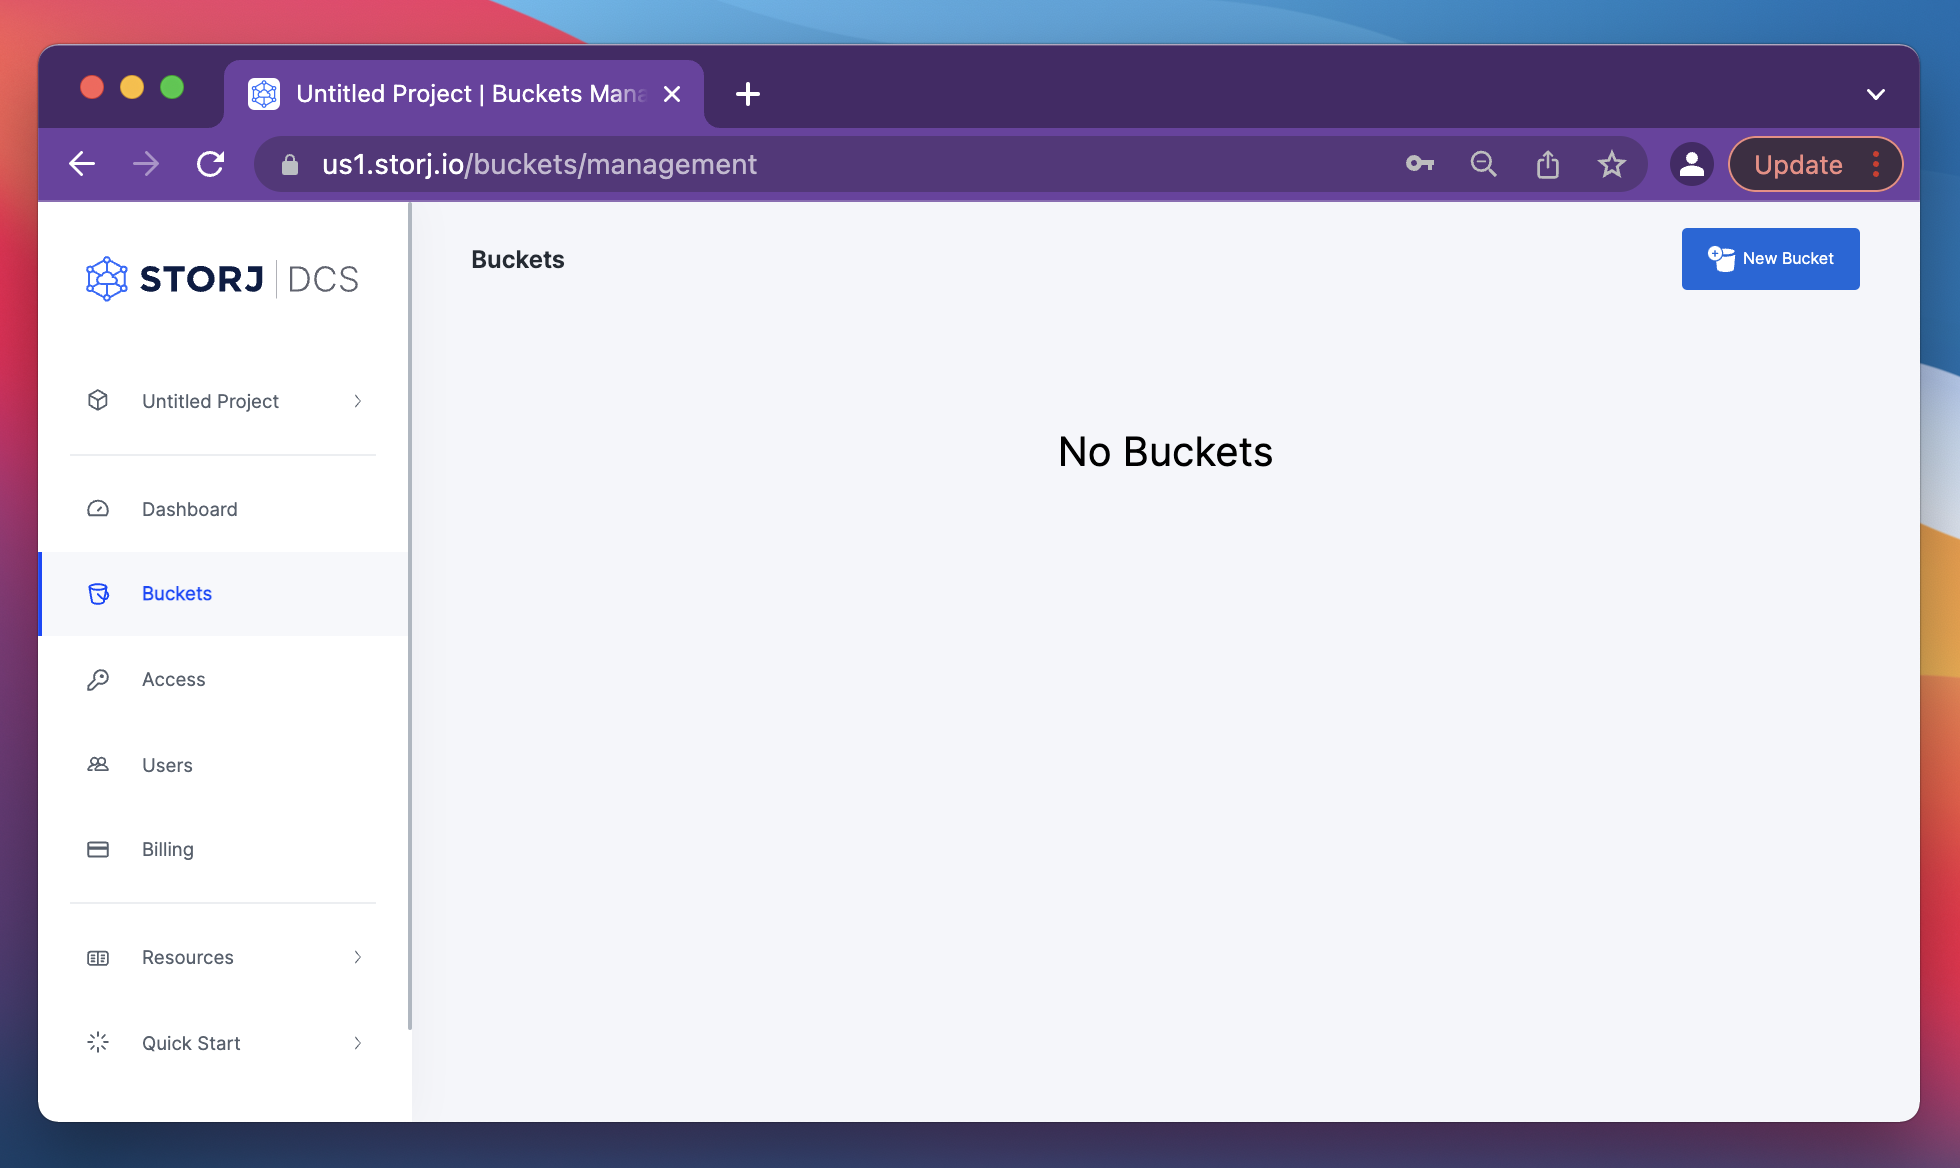 Untitled Project | Buckets Mana
us1.storj.io/buckets/management
Update
STORJ | DCS
Buckets
New Bucket
Untitled Project
No Buckets
Dashboard
Buckets
Access
Users
Billing
Resources
Quick Start